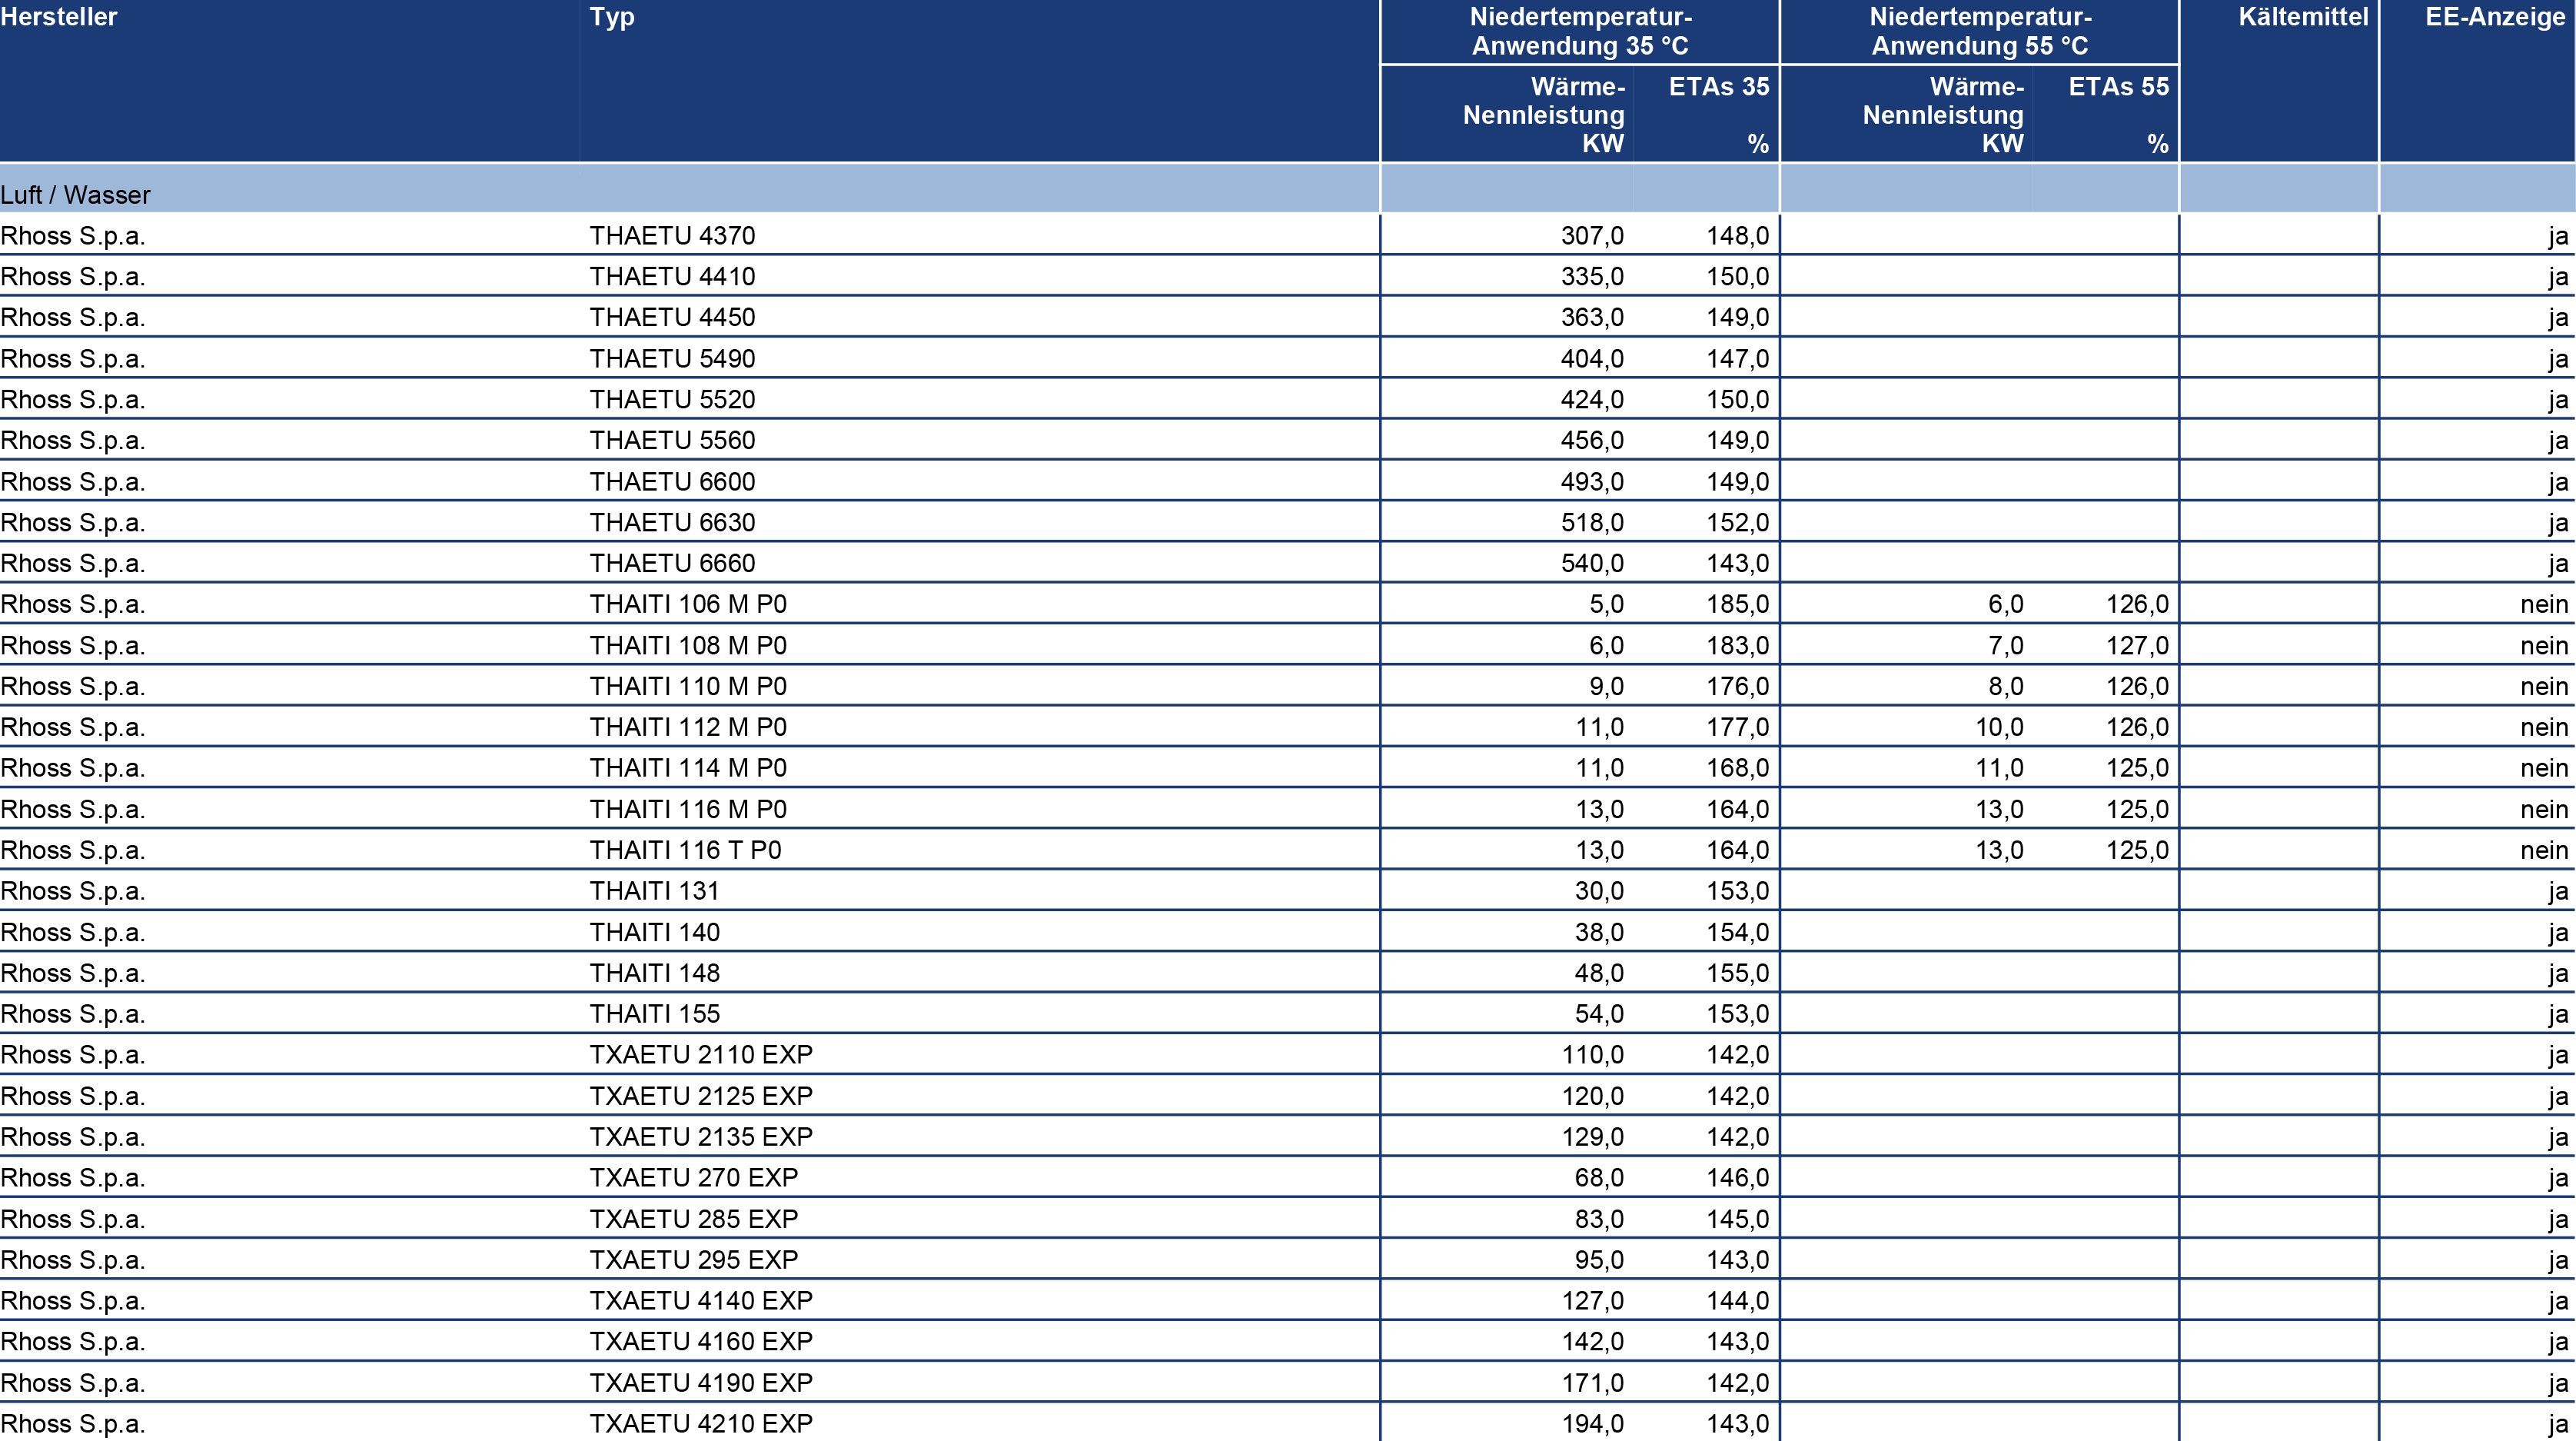 Hersteller Typ Niedertemperatur- Niedertemperatur- Kältemittel EE-Anzeige
Anwendung 35 °C Anwendung 55 °C
Wärme- ETAs 35 Wärme- ETAs 55
Nennleistung Nennleistung
KW % KW %
Luft / Wasser
Rhoss S.p.a. THAETU 4370 307,0 148,0 ja
Rhoss S.p.a. THAETU 4410 335,0 150,0 ja
Rhoss S.p.a. THAETU 4450 363,0 149,0 ja
Rhoss S.p.a. THAETU 5490 404,0 147,0 ja
Rhoss S.p.a. THAETU 5520 424,0 150,0 ja
Rhoss S.p.a. THAETU 5560 456,0 149,0 ja
Rhoss S.p.a. THAETU 6600 493,0 149,0 ja
Rhoss S.p.a. THAETU 6630 518,0 152,0 ja
Rhoss S.p.a. THAETU 6660 540,0 143,0 ja
Rhoss S.p.a. THAITI 106 M P0 5,0 185,0 6,0 126,0 nein
Rhoss S.p.a. THAITI 108 M P0 6,0 183,0 7,0 127,0 nein
Rhoss S.p.a. THAITI 110 M P0 9,0 176,0 8,0 126,0 nein
Rhoss S.p.a. THAITI 112 M P0 11,0 177,0 10,0 126,0 nein
Rhoss S.p.a. THAITI 114 M P0 11,0 168,0 11,0 125,0 nein
Rhoss S.p.a. THAITI 116 M P0 13,0 164,0 13,0 125,0 nein
Rhoss S.p.a. THAITI 116 T P0 13,0 164,0 13,0 125,0 nein
Rhoss S.p.a. THAITI 131 30,0 153,0 ja
Rhoss S.p.a. THAITI 140 38,0 154,0 ja
Rhoss S.p.a. THAITI 148 48,0 155,0 ja
Rhoss S.p.a. THAITI 155 54,0 153,0 ja
Rhoss S.p.a. TXAETU 2110 EXP 110,0 142,0 ja
Rhoss S.p.a. TXAETU 2125 EXP 120,0 142,0 ja
Rhoss S.p.a. TXAETU 2135 EXP 129,0 142,0 ja
Rhoss S.p.a. TXAETU 270 EXP 68,0 146,0 ja
Rhoss S.p.a. TXAETU 285 EXP 83,0 145,0 ja
Rhoss S.p.a. TXAETU 295 EXP 95,0 143,0 ja
Rhoss S.p.a. TXAETU 4140 EXP 127,0 144,0 ja
Rhoss S.p.a. TXAETU 4160 EXP 142,0 143,0 ja
Rhoss S.p.a. TXAETU 4190 EXP 171,0 142,0 ja
Rhoss S.p.a. TXAETU 4210 EXP 194,0 143,0 ja